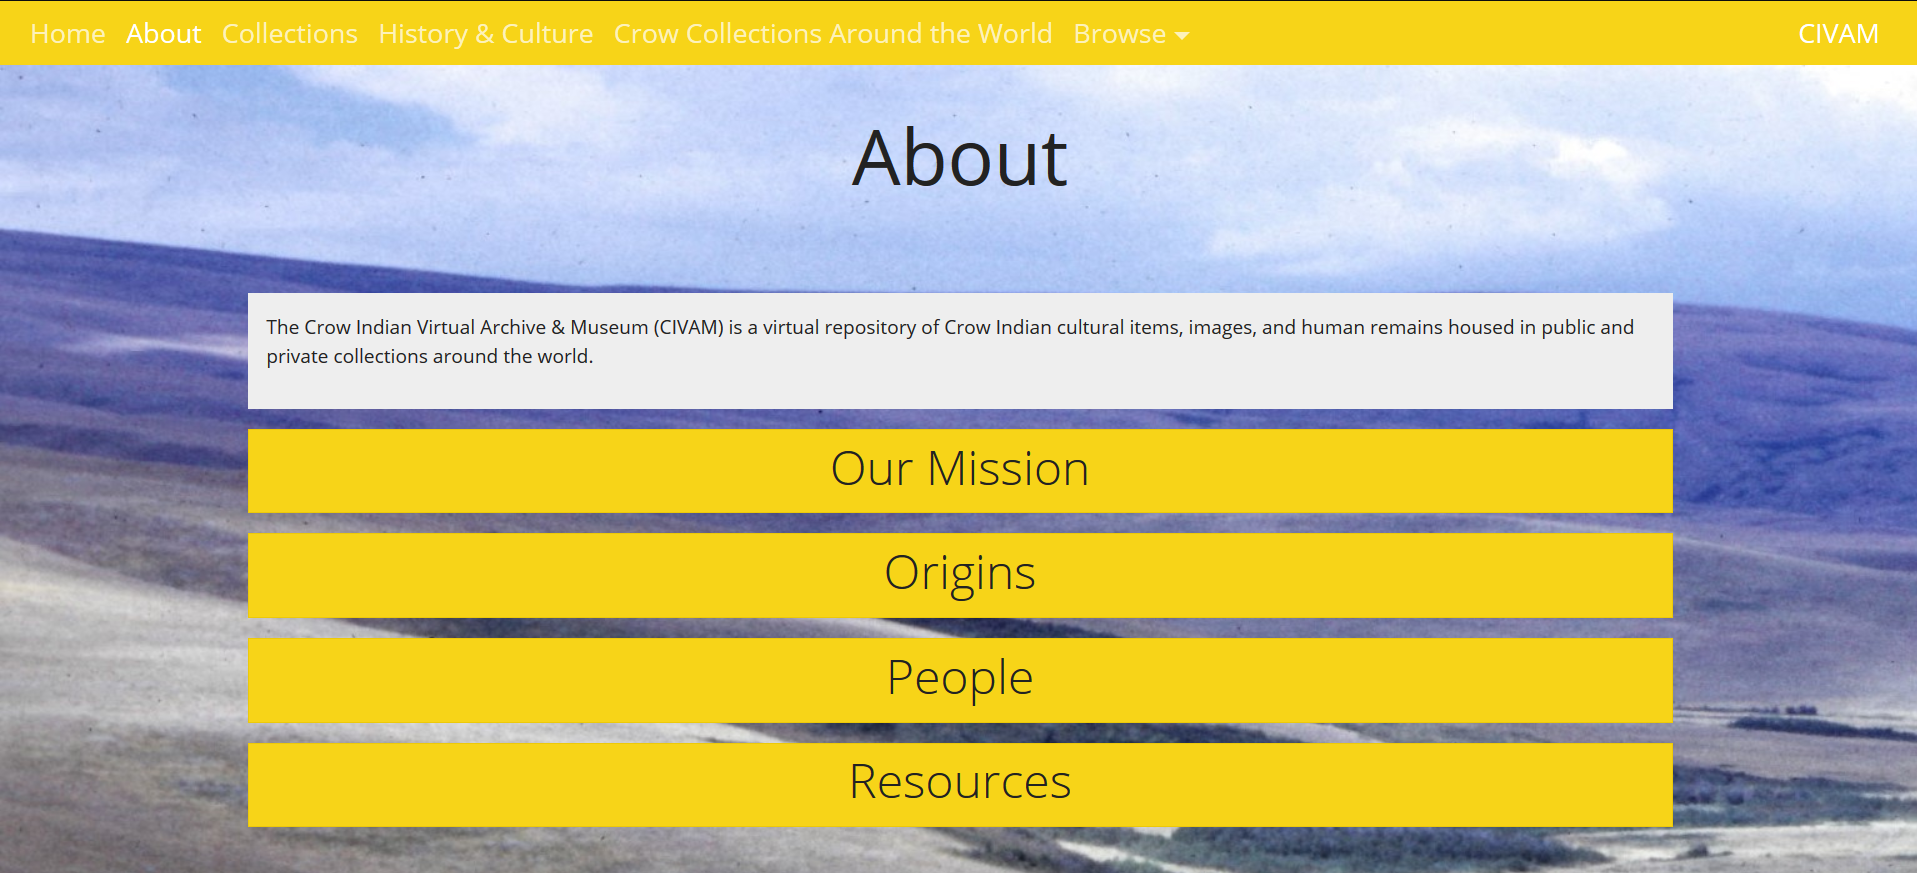 Home About Collections History & Culture Crow Collections Around the World Browse CIVAM
About
The Crow Indian Virtual Archive & Museum (CIVAM) is a virtual repository of Crow Indian cultural items, images, and human remains housed in public and
private collections around the world.
Our Mission
Origins
People
Resources